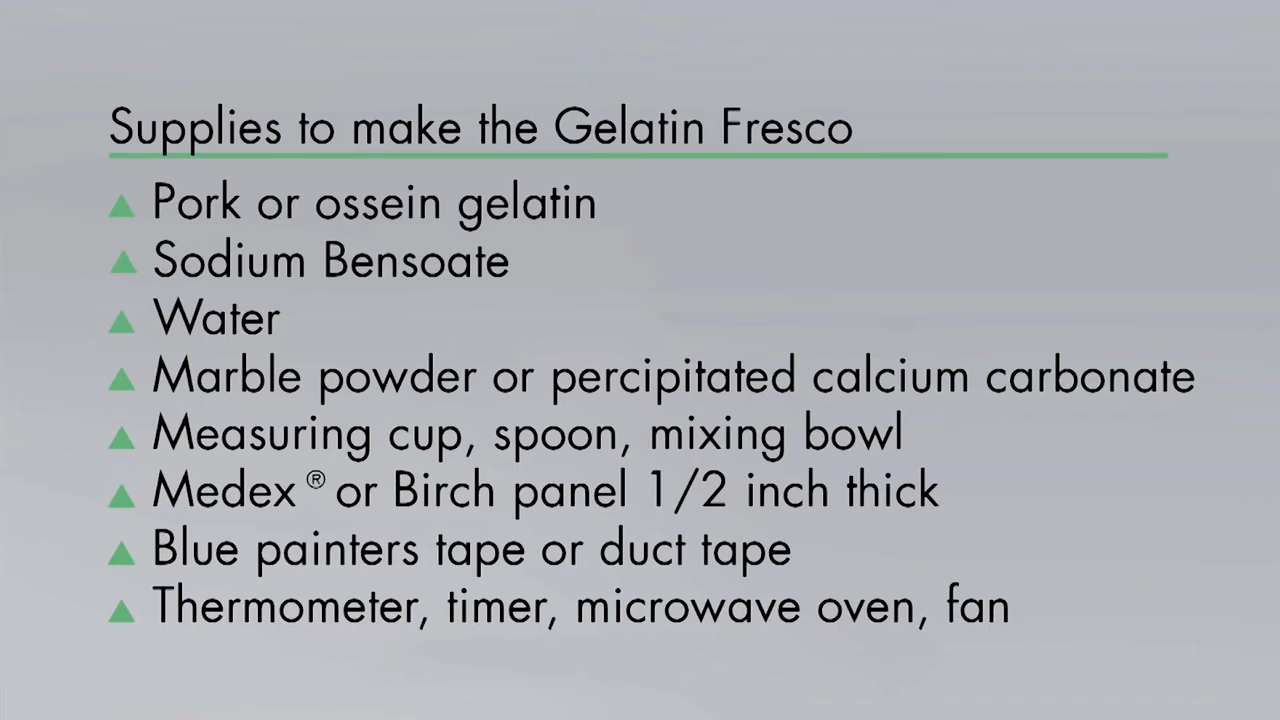 Supplies to make the Gelatin Fresco
▲ Pork or ossein gelatin
▲ Sodium Bensoate
▲ Water
▲ Marble powder or percipitated calcium carbonate
▲ Measuring cup, spoon, mixing bowl
▲ Medex ® or Birch panel 1/2 inch thick
▲ Blue painters tape or duct tape
▲ Thermometer, timer, microwave oven, fan